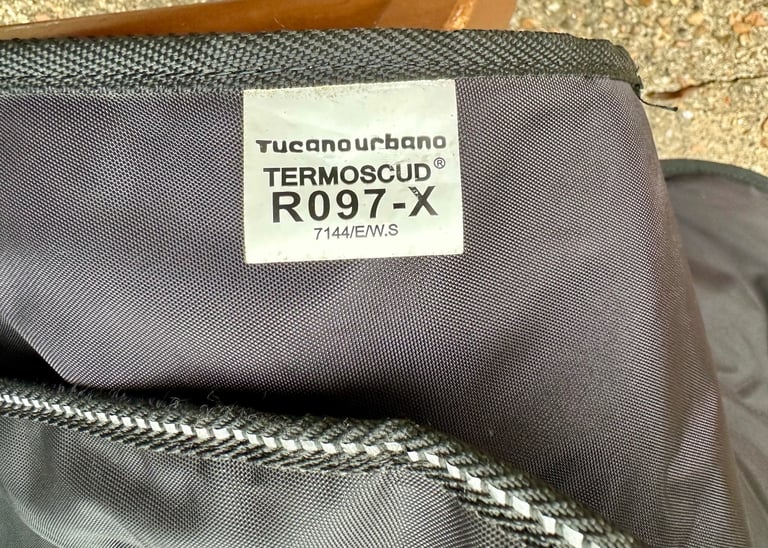 Tucanourbano
TERMOSCUD®
R097-X
7144/E/W.S